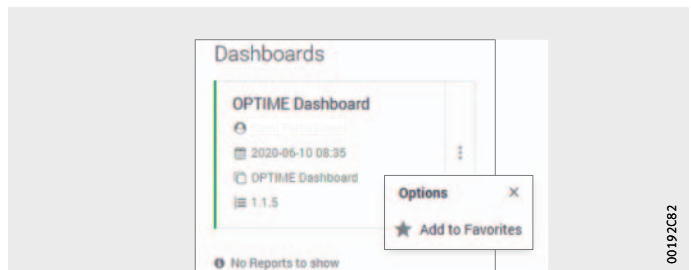 Dashboards
OPTIME Dashboard
2020-06-10 08:35
OPTIME Dashboard
1.1.5
Options ×
Add to Favorites
No Reports to show
00192C82